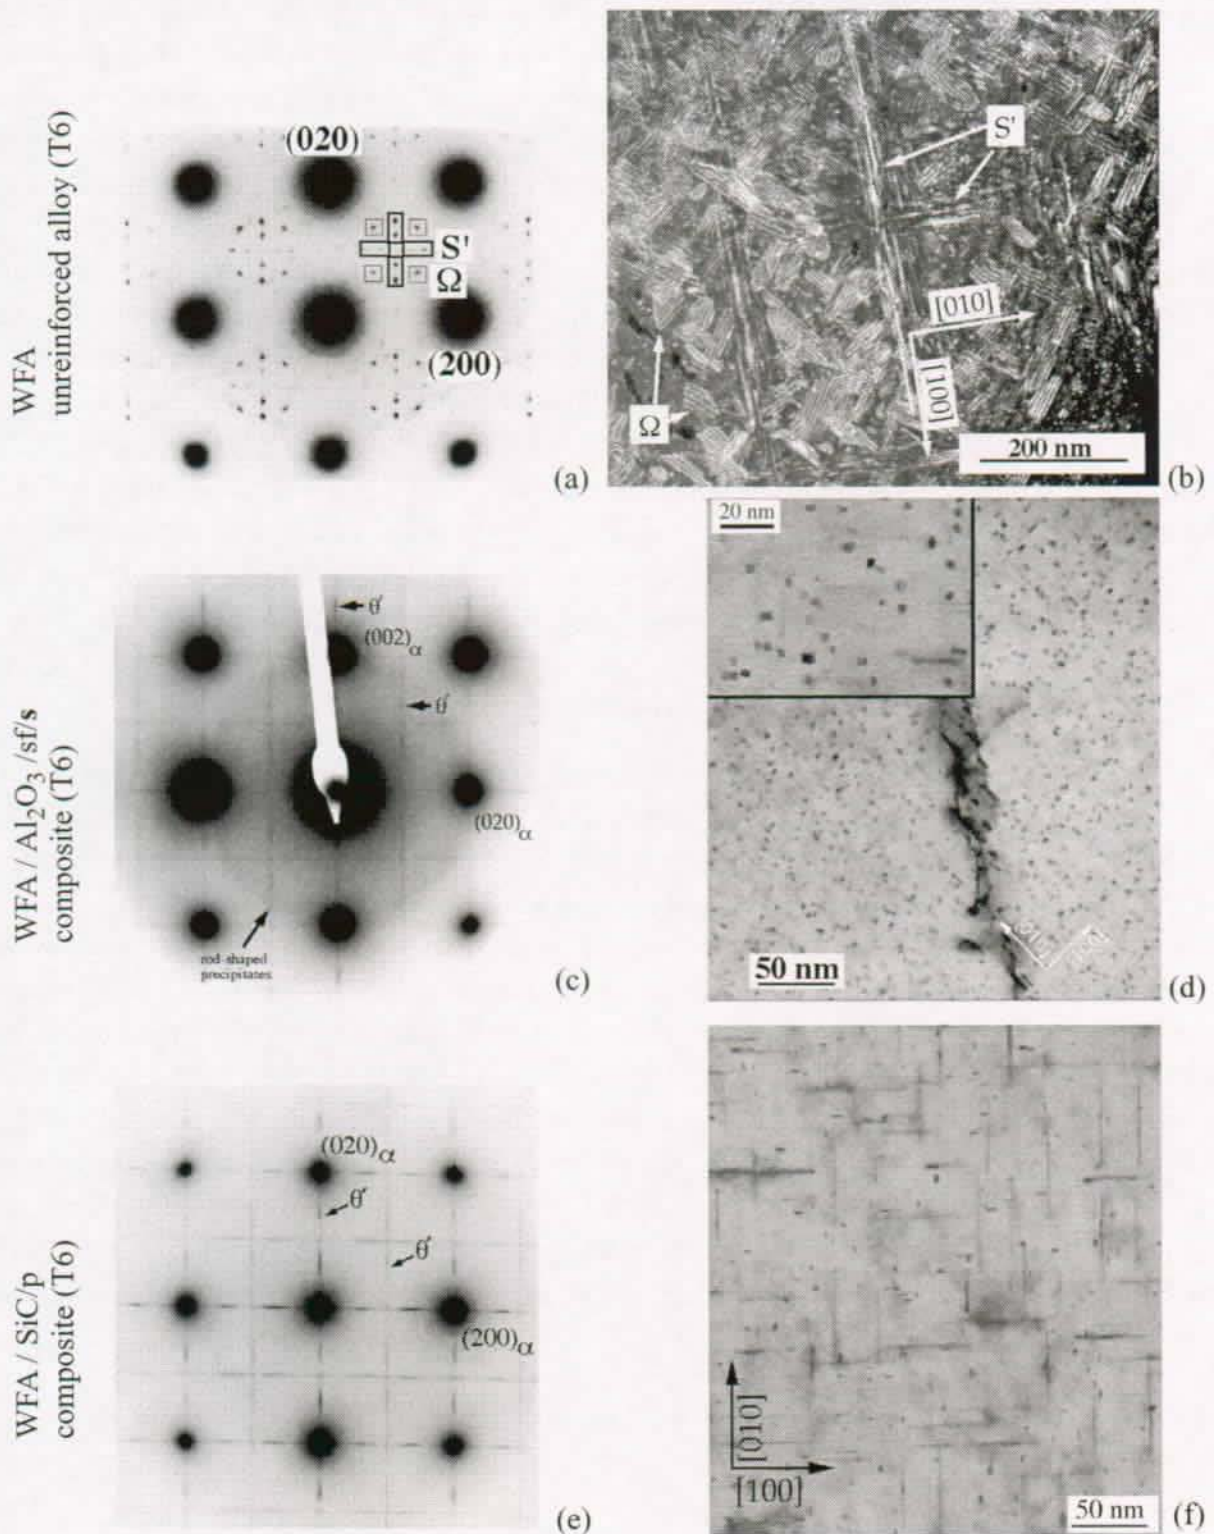 WFA
unreinforced alloy (T6)
(020)
S'
Ω
(200)
(a)
S'
[010]
[100]
Ω
200 nm
(b)
WFA / Al₂O₃ /sf/s
composite (T6)
θ'
(002)α
θ'
(020)α
rod-shaped
precipitates
(c)
20 nm
50 nm
(d)
WFA / SiC/p
composite (T6)
(020)α
θ'
θ'
(200)α
(e)
[010]
[100]
50 nm
(f)